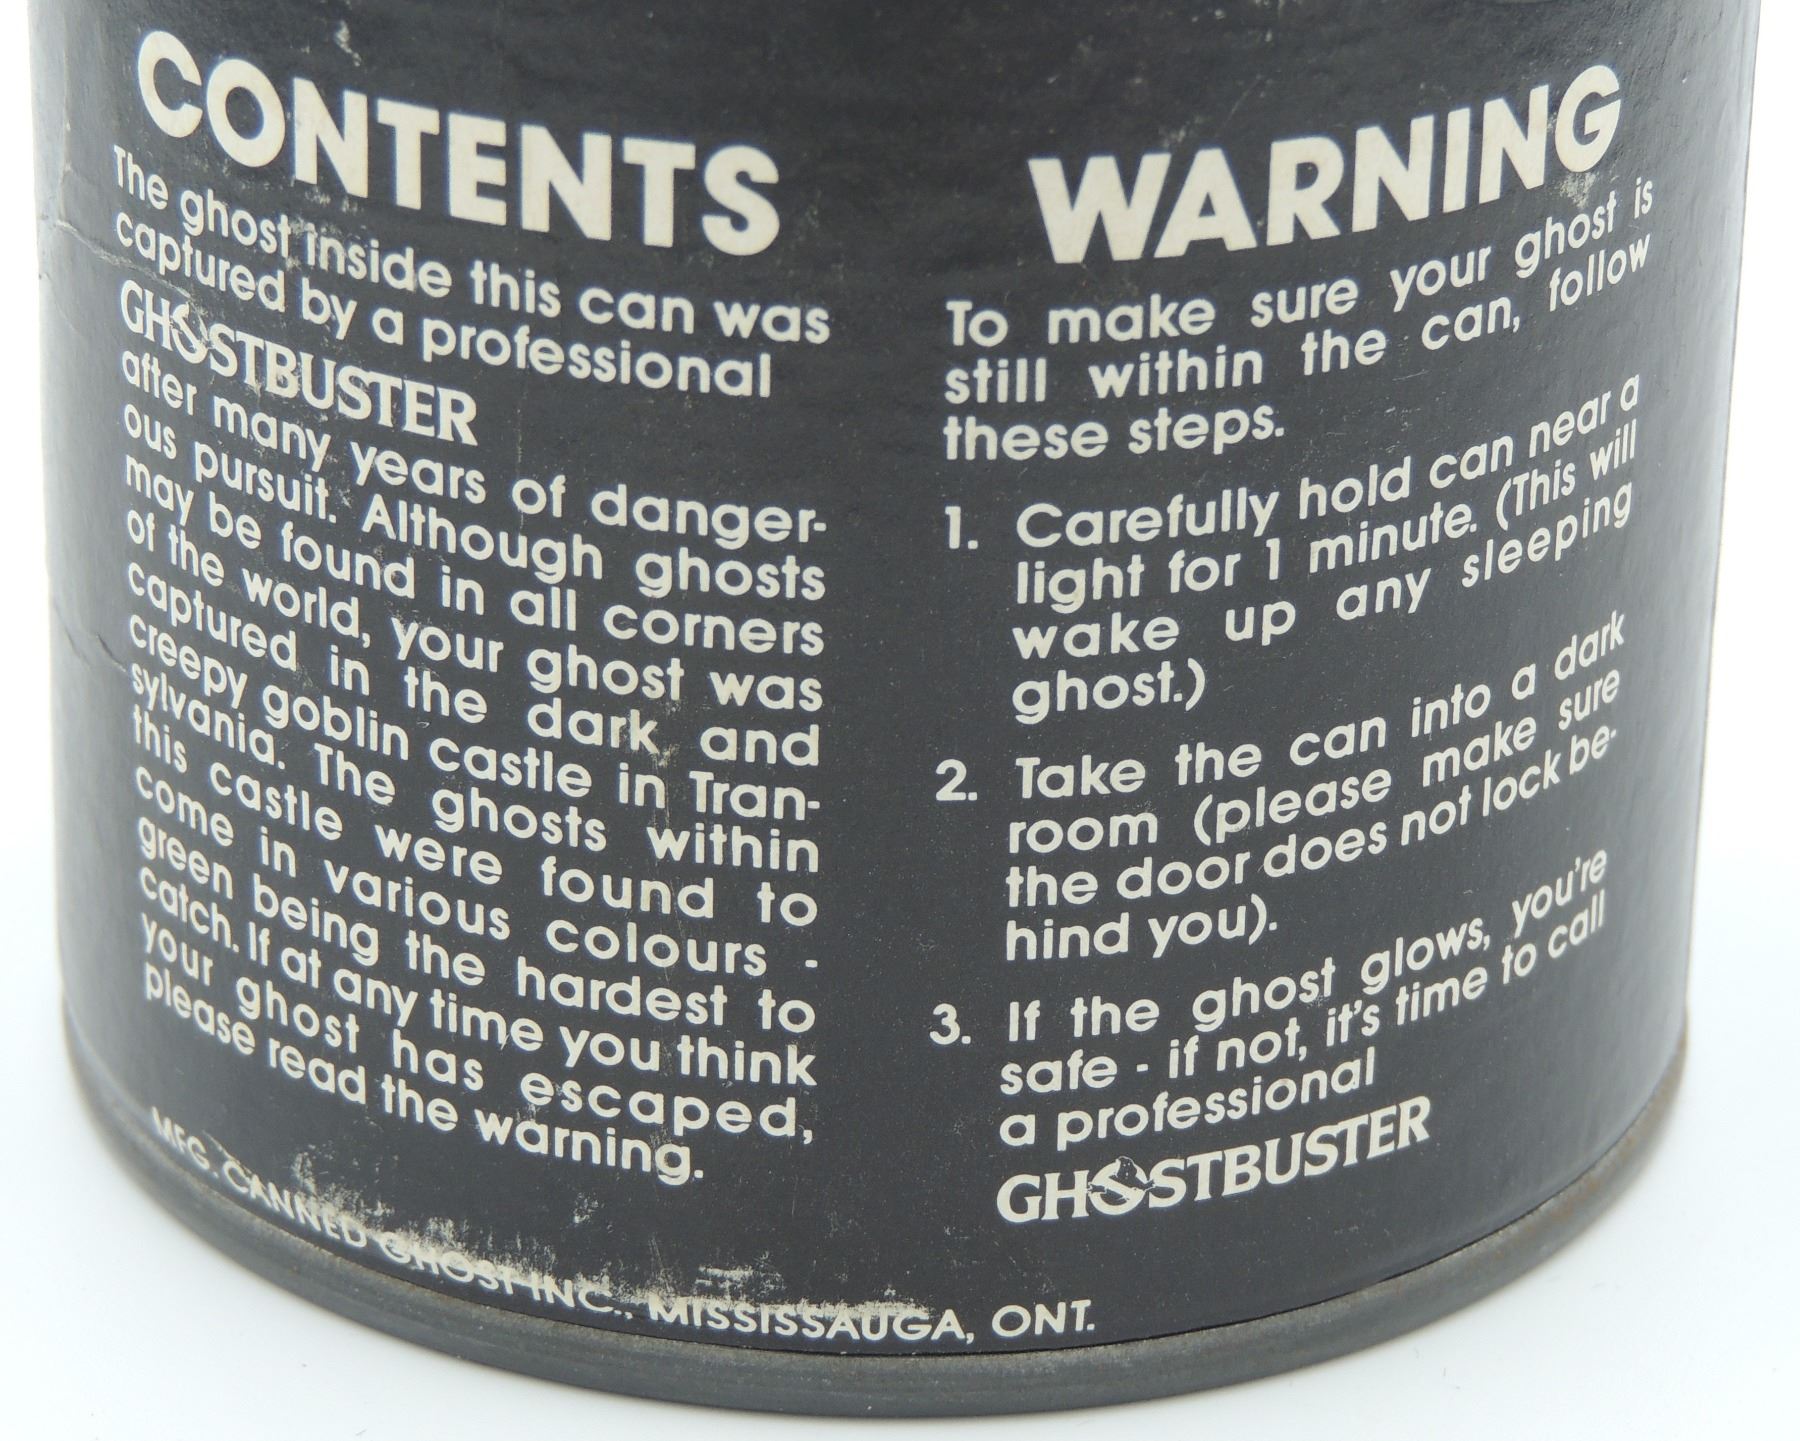 CONTENTS
The ghost inside this can was
captured by a professional
GHOSTBUSTER
after many years of danger-
ous pursuit. Although ghosts
may be found in all corners
of the world, your ghost was
captured in the dark and
creepy goblin castle in Tran-
sylvania. The ghosts within
this castle were found to
come in various colours -
green being the hardest to
catch. If at any time you think
your ghost has escaped,
please read the warning.
WARNING
To make sure your ghost is
still within the can, follow
these steps.
1. Carefully hold can near a
light for 1 minute. (This will
wake up any sleeping
ghost.)
2. Take the can into a dark
room (please make sure
the door does not lock be-
hind you).
3. If the ghost glows, you're
safe - if not, it's time to call
a professional
GHOSTBUSTER
MFG. CANNED GHOST INC., MISSISSAUGA, ONT.